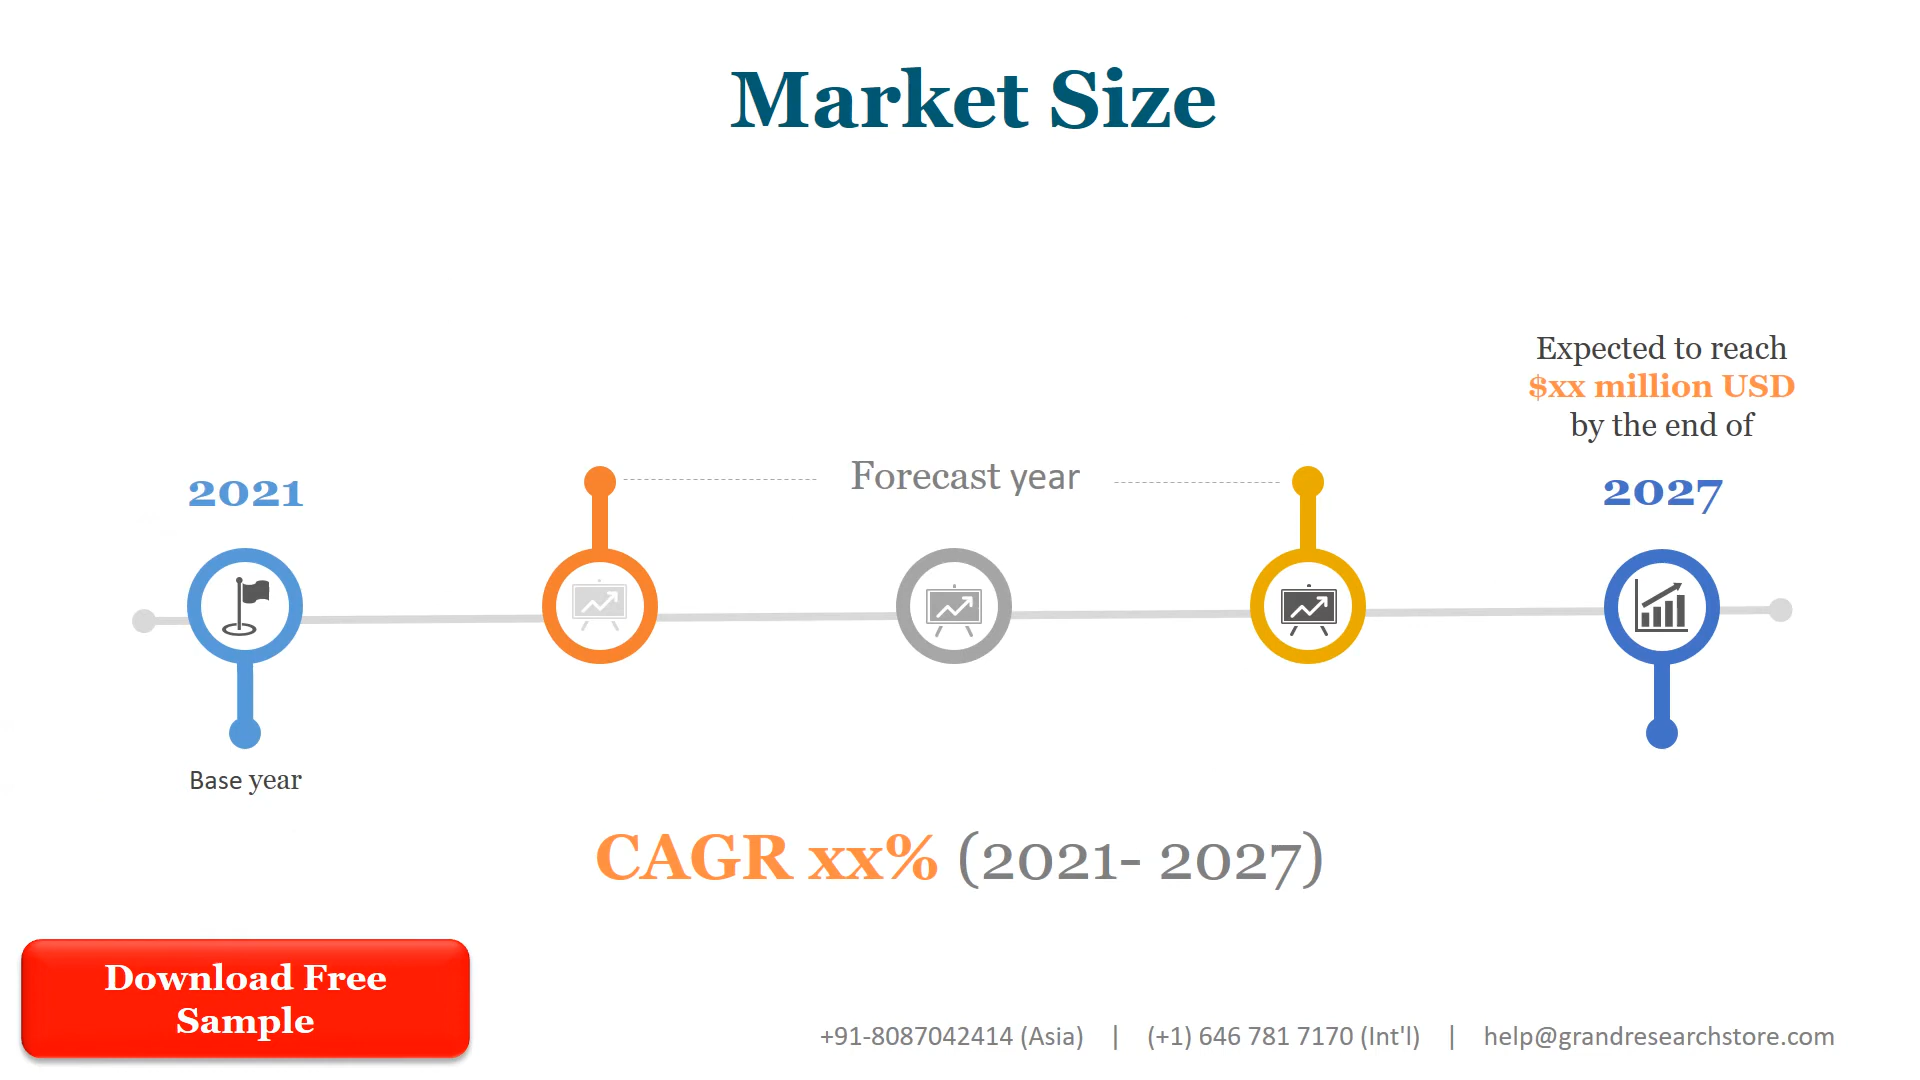 Market Size
Expected to reach
$xx million USD
by the end of
2021
Forecast year
2027
Base year
CAGR xx% (2021- 2027)
Download Free
Sample
+91-8087042414 (Asia) | (+1) 646 781 7170 (Int'l) | help@grandresearchstore.com